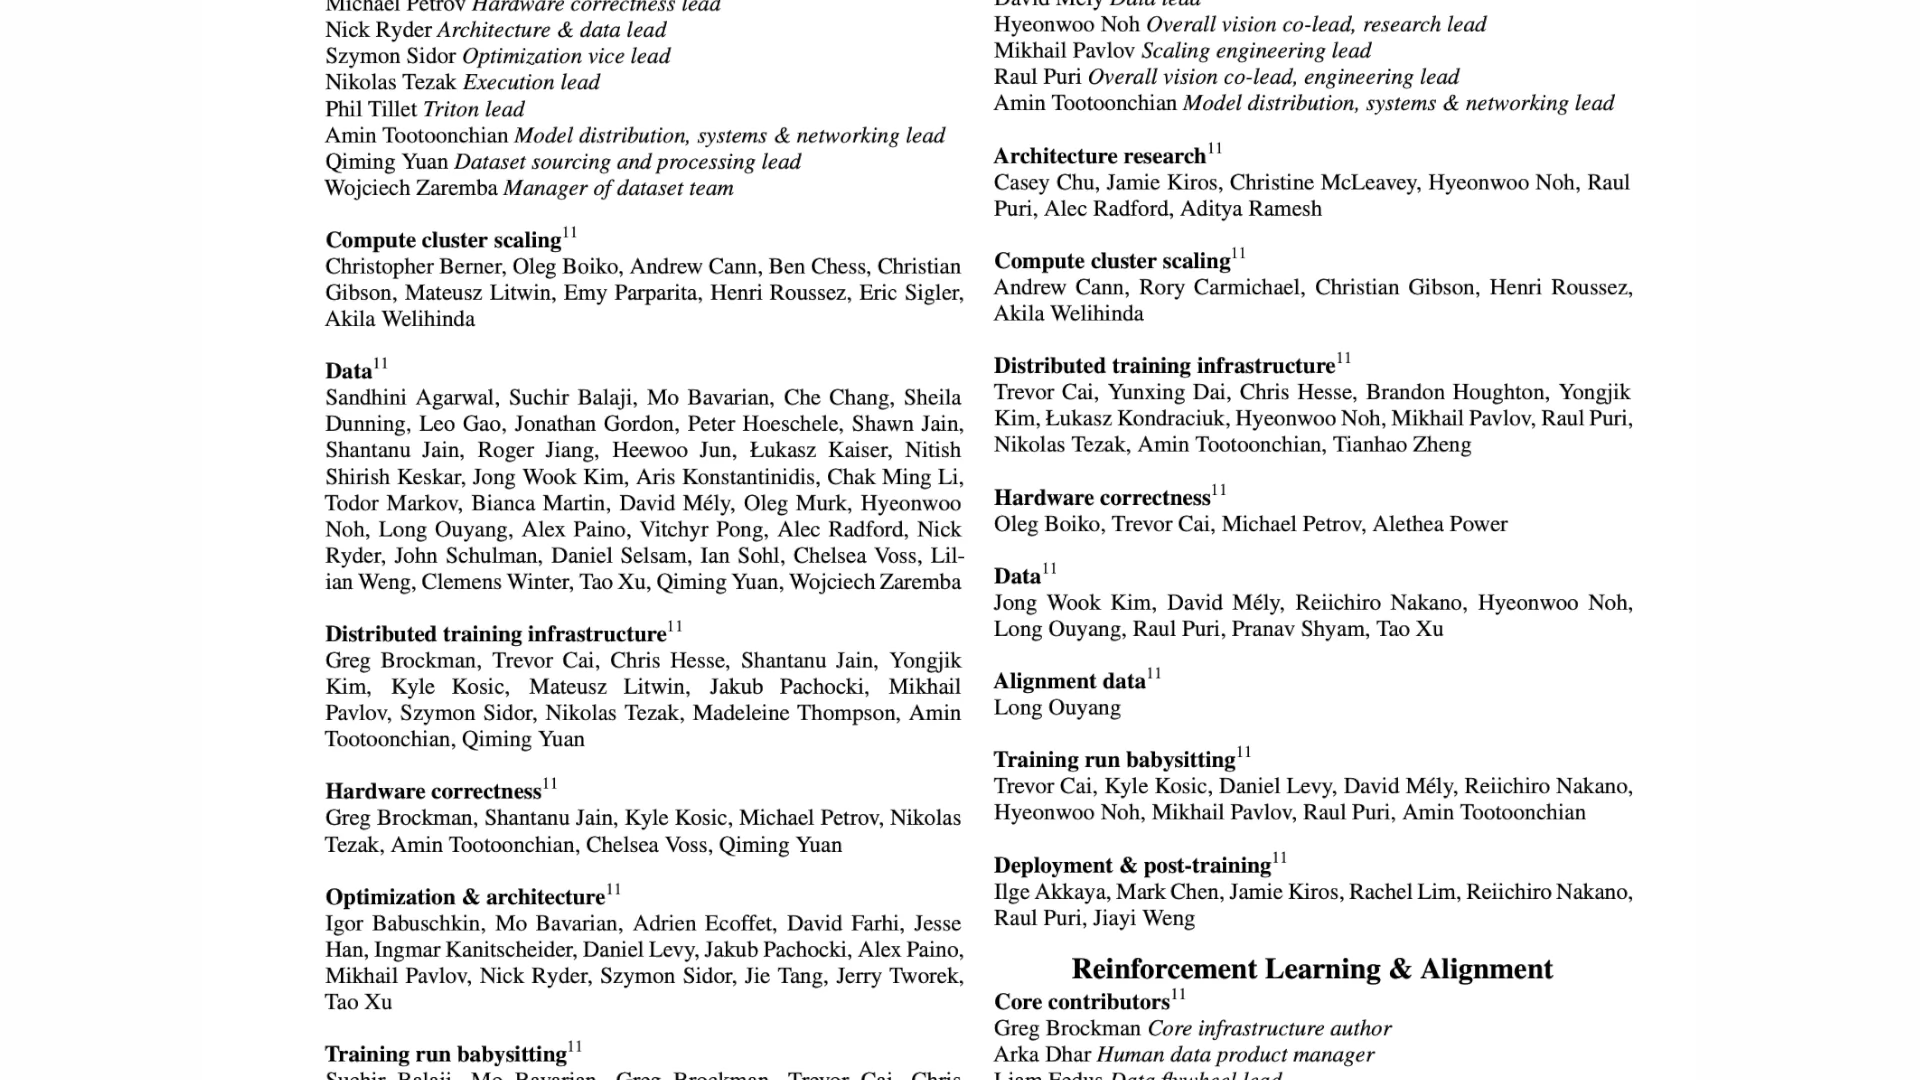 Michael Petrov Hardware correctness lead
Nick Ryder Architecture & data lead
Szymon Sidor Optimization vice lead
Nikolas Tezak Execution lead
Phil Tillet Triton lead
Amin Tootoonchian Model distribution, systems & networking lead
Qiming Yuan Dataset sourcing and processing lead
Wojciech Zaremba Manager of dataset team
Compute cluster scaling11
Christopher Berner, Oleg Boiko, Andrew Cann, Ben Chess, Christian
Gibson, Mateusz Litwin, Emy Parparita, Henri Roussez, Eric Sigler,
Akila Welihinda
Data11
Sandhini Agarwal, Suchir Balaji, Mo Bavarian, Che Chang, Sheila
Dunning, Leo Gao, Jonathan Gordon, Peter Hoeschele, Shawn Jain,
Shantanu Jain, Roger Jiang, Heewoo Jun, Łukasz Kaiser, Nitish
Shirish Keskar, Jong Wook Kim, Aris Konstantinidis, Chak Ming Li,
Todor Markov, Bianca Martin, David Mély, Oleg Murk, Hyeonwoo
Noh, Long Ouyang, Alex Paino, Vitchyr Pong, Alec Radford, Nick
Ryder, John Schulman, Daniel Selsam, Ian Sohl, Chelsea Voss, Lil-
ian Weng, Clemens Winter, Tao Xu, Qiming Yuan, Wojciech Zaremba
Distributed training infrastructure11
Greg Brockman, Trevor Cai, Chris Hesse, Shantanu Jain, Yongjik
Kim, Kyle Kosic, Mateusz Litwin, Jakub Pachocki, Mikhail
Pavlov, Szymon Sidor, Nikolas Tezak, Madeleine Thompson, Amin
Tootoonchian, Qiming Yuan
Hardware correctness11
Greg Brockman, Shantanu Jain, Kyle Kosic, Michael Petrov, Nikolas
Tezak, Amin Tootoonchian, Chelsea Voss, Qiming Yuan
Optimization & architecture11
Igor Babuschkin, Mo Bavarian, Adrien Ecoffet, David Farhi, Jesse
Han, Ingmar Kanitscheider, Daniel Levy, Jakub Pachocki, Alex Paino,
Mikhail Pavlov, Nick Ryder, Szymon Sidor, Jie Tang, Jerry Tworek,
Tao Xu
Training run babysitting11
Suchir Balaji, Mo Bavarian, Greg Brockman, Trevor Cai, Chris
David Mély Data lead
Hyeonwoo Noh Overall vision co-lead, research lead
Mikhail Pavlov Scaling engineering lead
Raul Puri Overall vision co-lead, engineering lead
Amin Tootoonchian Model distribution, systems & networking lead
Architecture research11
Casey Chu, Jamie Kiros, Christine McLeavey, Hyeonwoo Noh, Raul
Puri, Alec Radford, Aditya Ramesh
Compute cluster scaling11
Andrew Cann, Rory Carmichael, Christian Gibson, Henri Roussez,
Akila Welihinda
Distributed training infrastructure11
Trevor Cai, Yunxing Dai, Chris Hesse, Brandon Houghton, Yongjik
Kim, Łukasz Kondraciuk, Hyeonwoo Noh, Mikhail Pavlov, Raul Puri,
Nikolas Tezak, Amin Tootoonchian, Tianhao Zheng
Hardware correctness11
Oleg Boiko, Trevor Cai, Michael Petrov, Alethea Power
Data11
Jong Wook Kim, David Mély, Reiichiro Nakano, Hyeonwoo Noh,
Long Ouyang, Raul Puri, Pranav Shyam, Tao Xu
Alignment data11
Long Ouyang
Training run babysitting11
Trevor Cai, Kyle Kosic, Daniel Levy, David Mély, Reiichiro Nakano,
Hyeonwoo Noh, Mikhail Pavlov, Raul Puri, Amin Tootoonchian
Deployment & post-training11
Ilge Akkaya, Mark Chen, Jamie Kiros, Rachel Lim, Reiichiro Nakano,
Raul Puri, Jiayi Weng
Reinforcement Learning & Alignment
Core contributors11
Greg Brockman Core infrastructure author
Arka Dhar Human data product manager
Liam Fedus Data flywheel lead